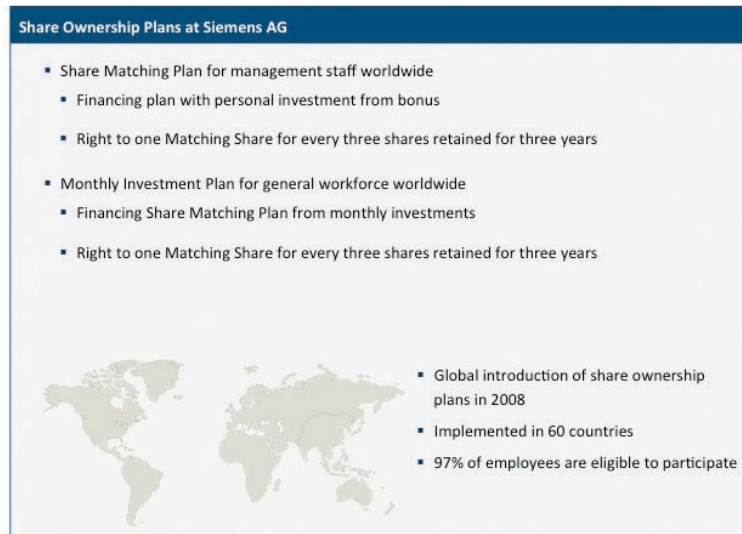 Share Ownership Plans at Siemens AG
▪ Share Matching Plan for management staff worldwide
▪ Financing plan with personal investment from bonus
▪ Right to one Matching Share for every three shares retained for three years
▪ Monthly Investment Plan for general workforce worldwide
▪ Financing Share Matching Plan from monthly investments
▪ Right to one Matching Share for every three shares retained for three years
▪ Global introduction of share ownership
plans in 2008
▪ Implemented in 60 countries
▪ 97% of employees are eligible to participate